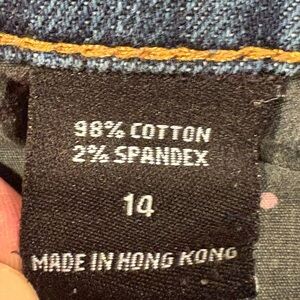 98% COTTON
2% SPANDEX
14
MADE IN HONG KONG